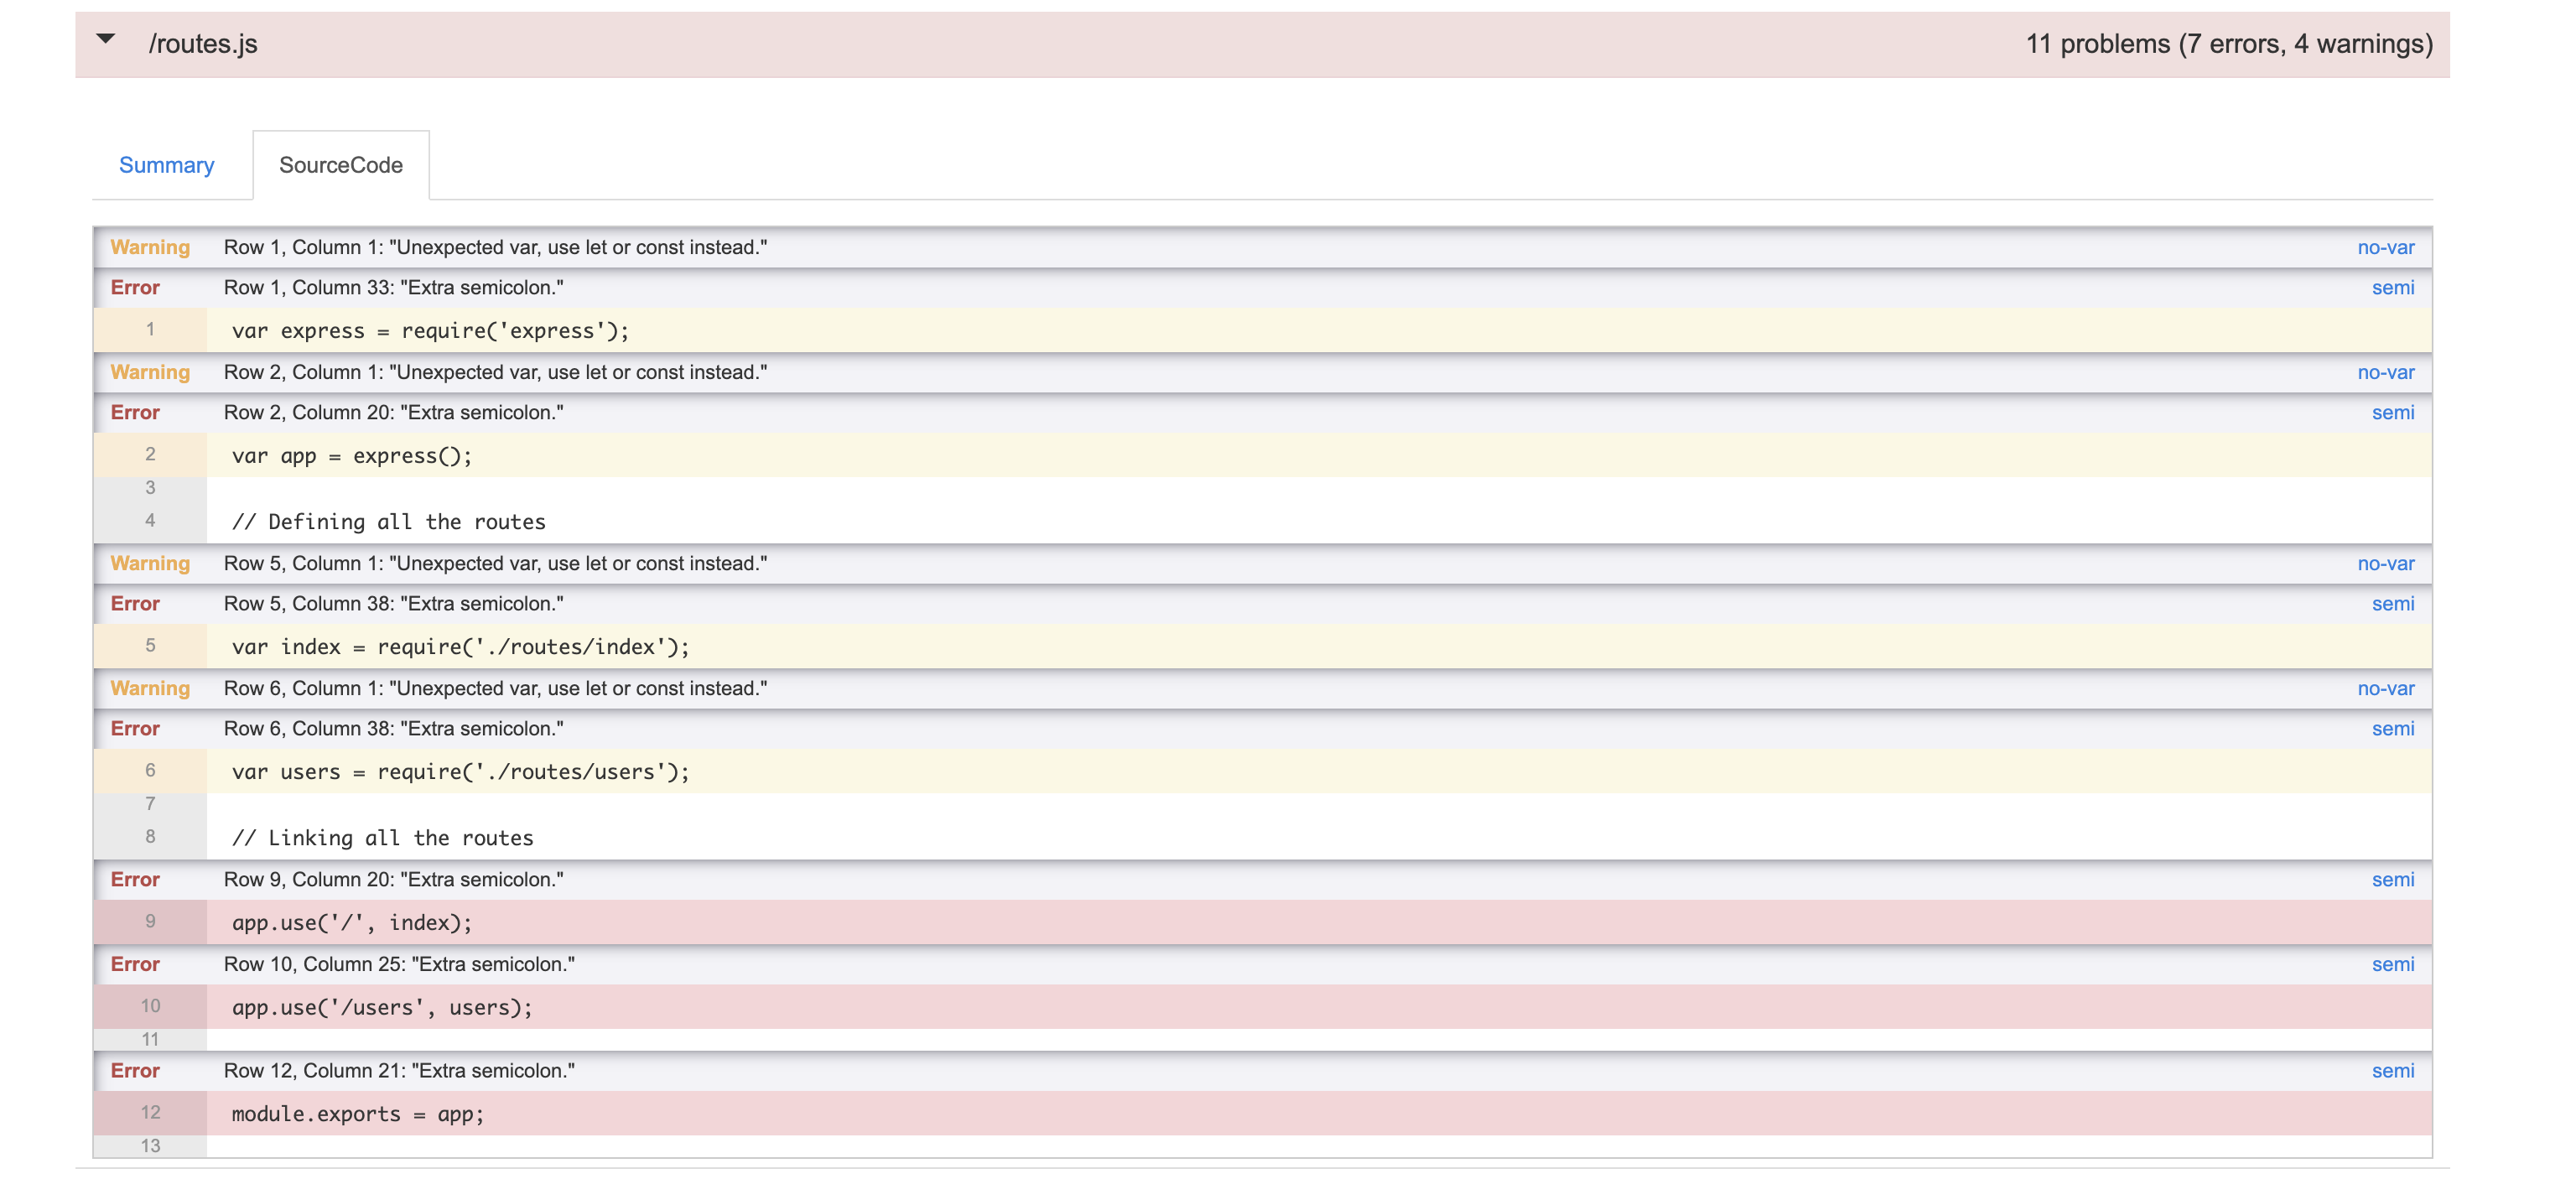 /routes.js 11 problems (7 errors, 4 warnings)
Summary SourceCode
Warning Row 1, Column 1: "Unexpected var, use let or const instead." no-var
Error Row 1, Column 33: "Extra semicolon." semi
1 var express = require('express');
Warning Row 2, Column 1: "Unexpected var, use let or const instead." no-var
Error Row 2, Column 20: "Extra semicolon." semi
2 var app = express();
3
4 // Defining all the routes
Warning Row 5, Column 1: "Unexpected var, use let or const instead." no-var
Error Row 5, Column 38: "Extra semicolon." semi
5 var index = require('./routes/index');
Warning Row 6, Column 1: "Unexpected var, use let or const instead." no-var
Error Row 6, Column 38: "Extra semicolon." semi
6 var users = require('./routes/users');
7
8 // Linking all the routes
Error Row 9, Column 20: "Extra semicolon." semi
9 app.use('/', index);
Error Row 10, Column 25: "Extra semicolon." semi
10 app.use('/users', users);
11
Error Row 12, Column 21: "Extra semicolon." semi
12 module.exports = app;
13